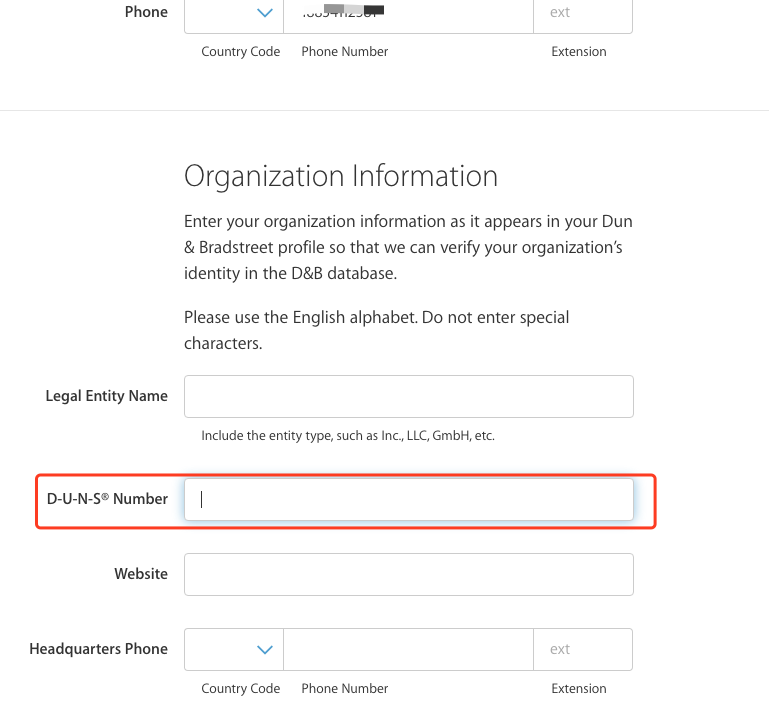 Phone
ext
Country Code Phone Number Extension
Organization Information
Enter your organization information as it appears in your Dun
& Bradstreet profile so that we can verify your organization’s
identity in the D&B database.
Please use the English alphabet. Do not enter special
characters.
Legal Entity Name
Include the entity type, such as Inc., LLC, GmbH, etc.
D-U-N-S® Number
Website
Headquarters Phone ext
Country Code Phone Number Extension